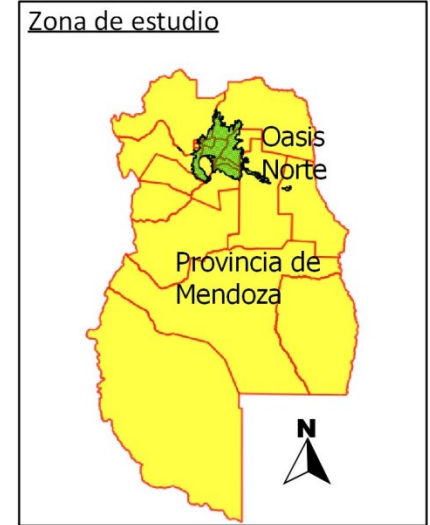 Zona de estudio
Oasis
Norte
Provincia de
Mendoza
N